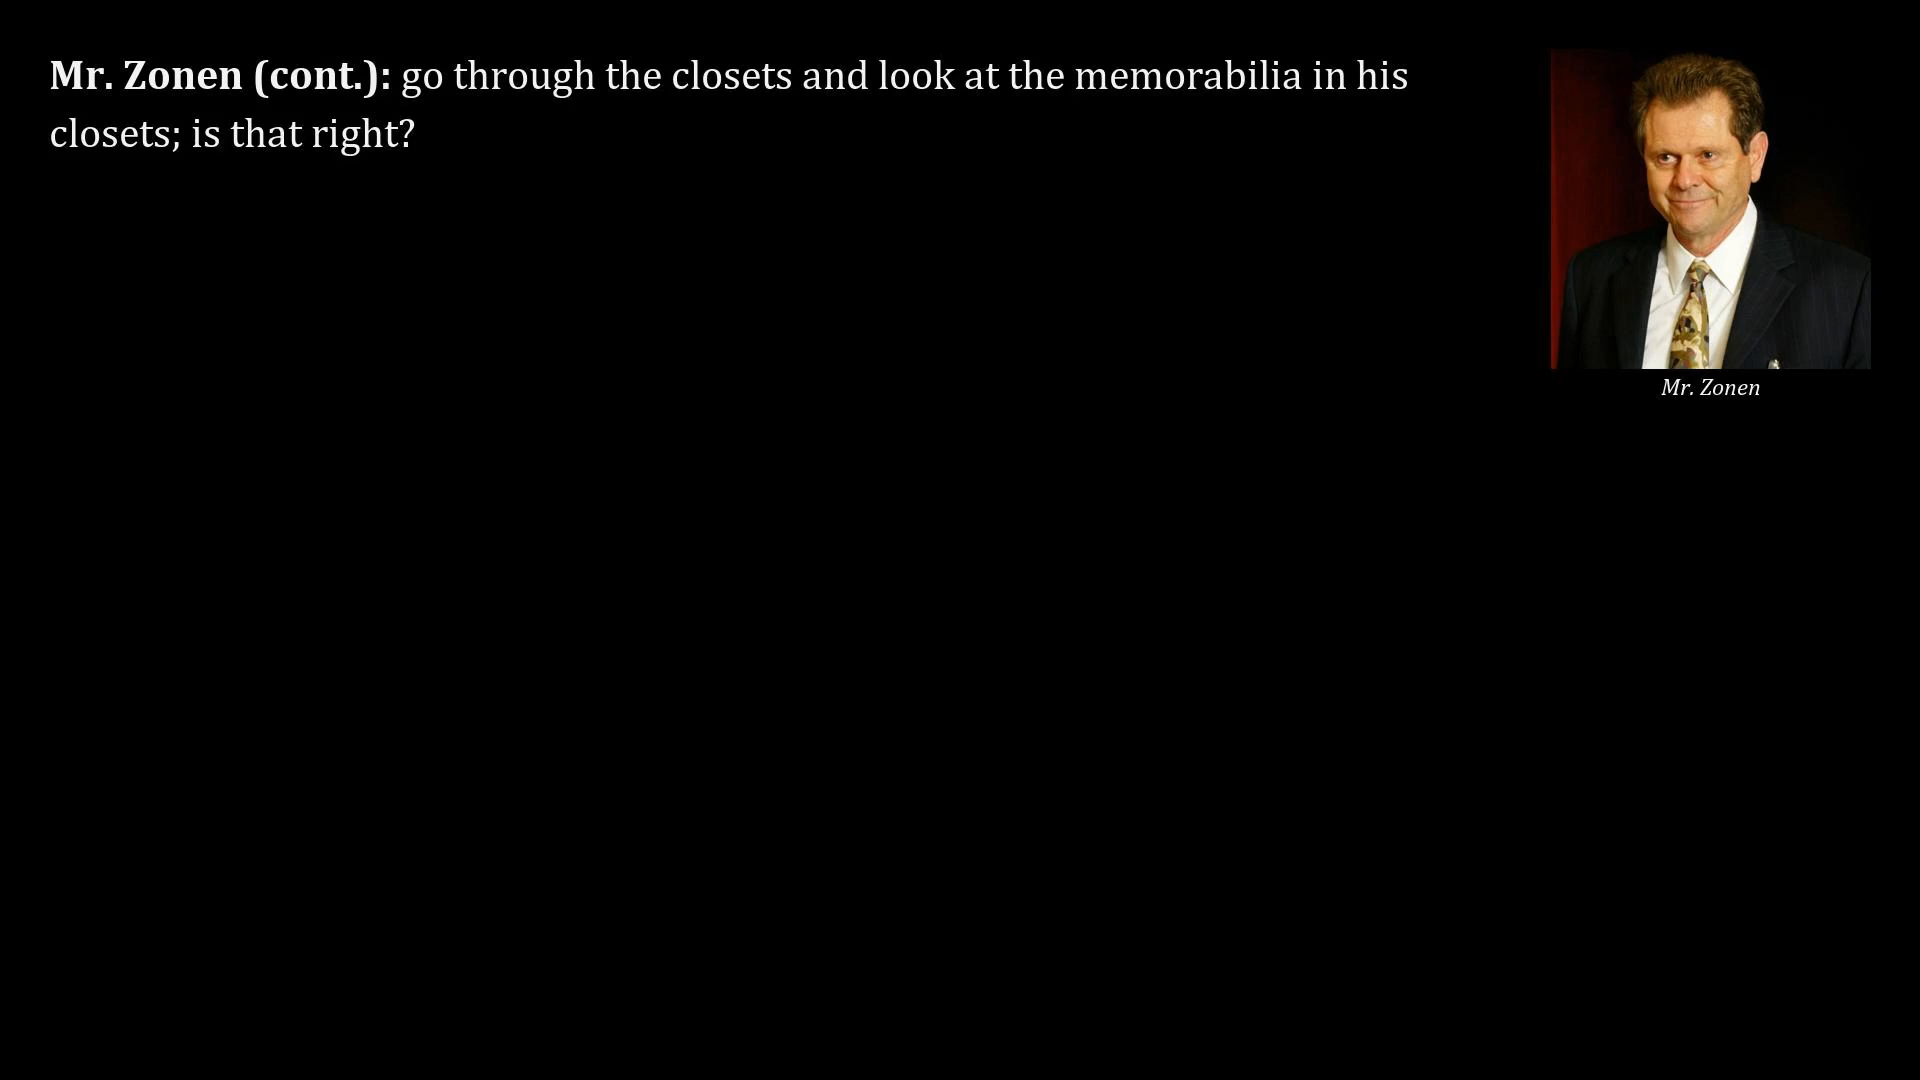 Mr. Zonen (cont.): go through the closets and look at the memorabilia in his
closets; is that right?
Mr. Zonen